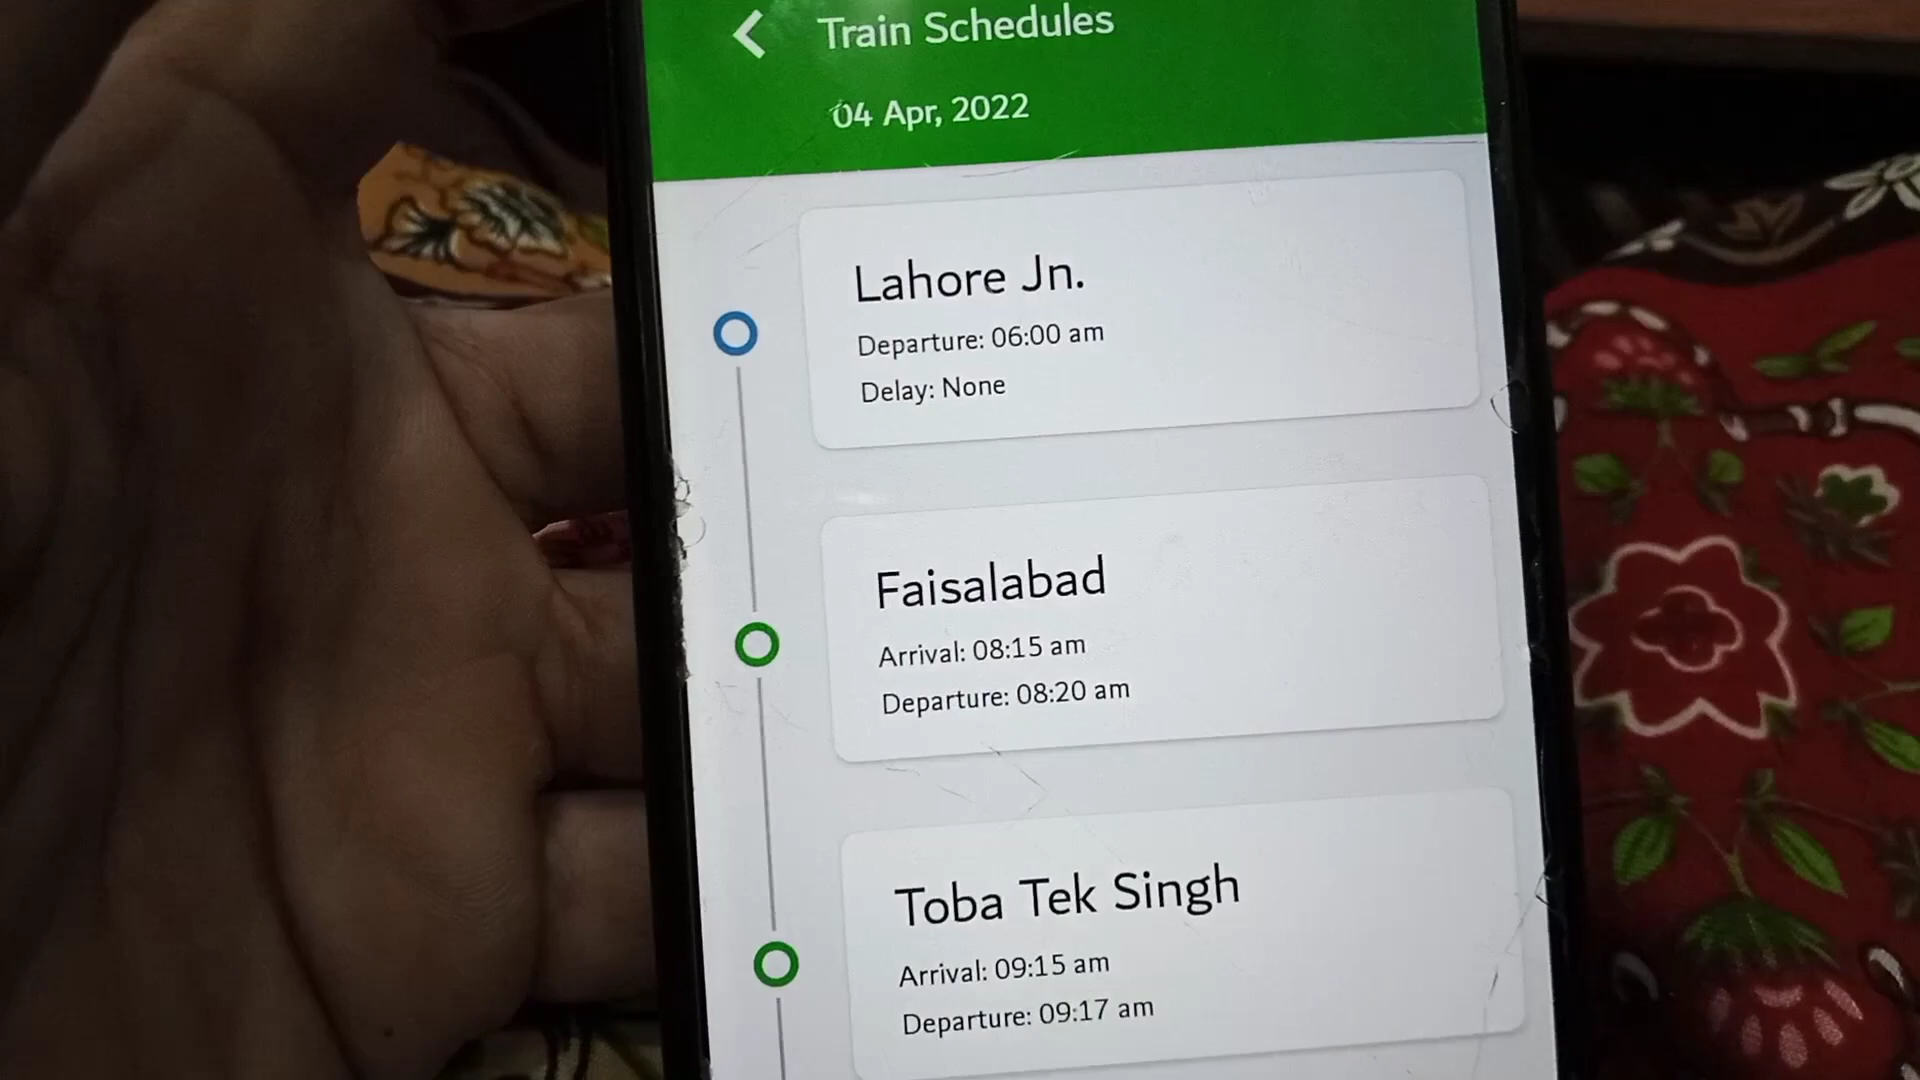 Train Schedules
04 Apr, 2022
Lahore Jn.
Departure: 06:00 am
Delay: None
Faisalabad
Arrival: 08:15 am
Departure: 08:20 am
Toba Tek Singh
Arrival: 09:15 am
Departure: 09:17 am